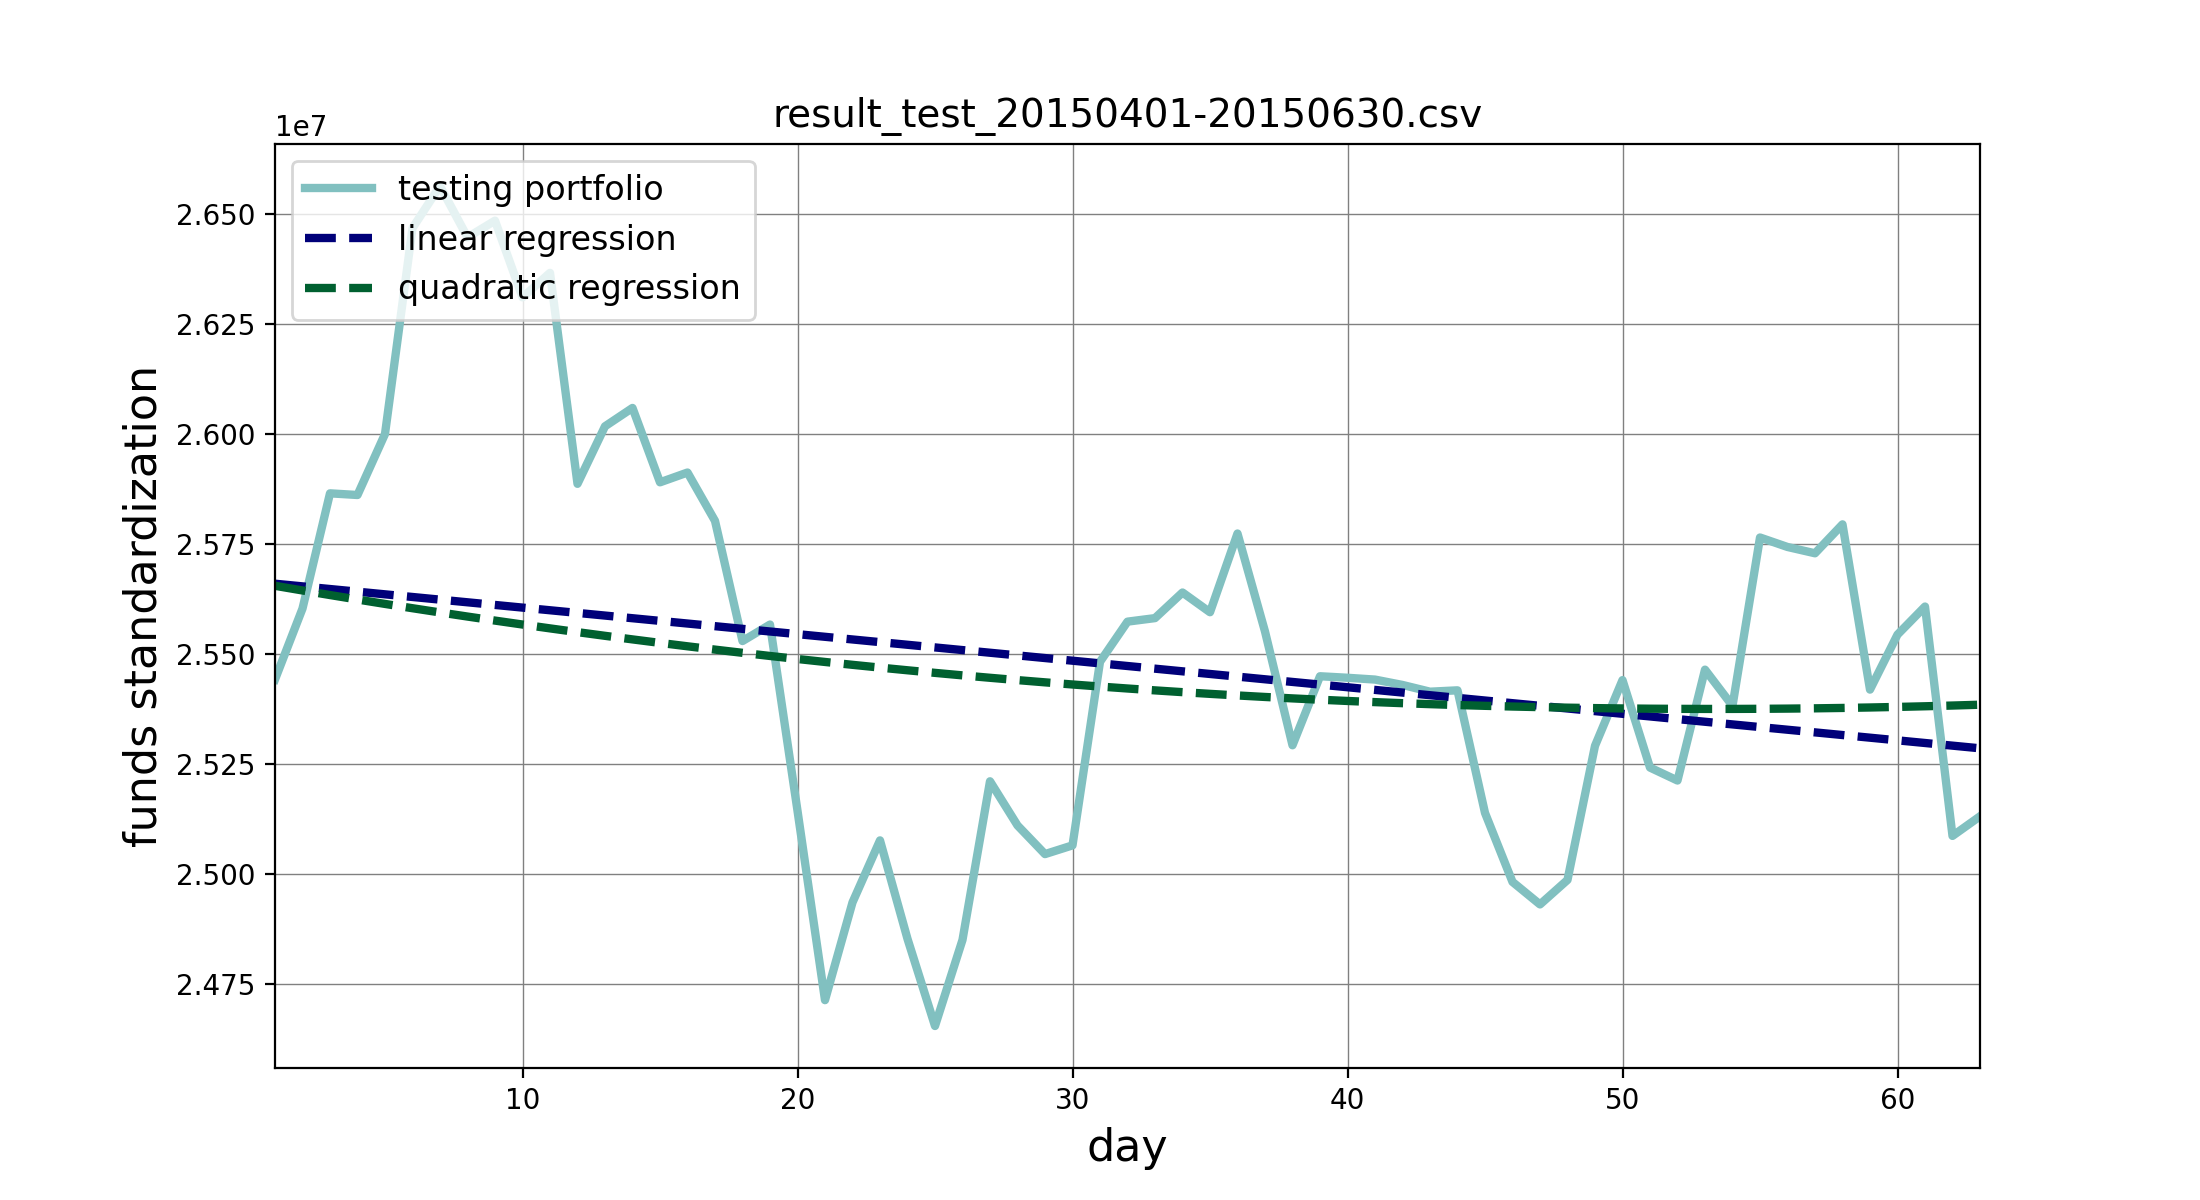 result_test_20150401-20150630.csv
1e7
testing portfolio
linear regression
quadratic regression
2.650
2.625
2.600
2.575
2.550
2.525
2.500
2.475
funds standardization
10 20 30 40 50 60
day